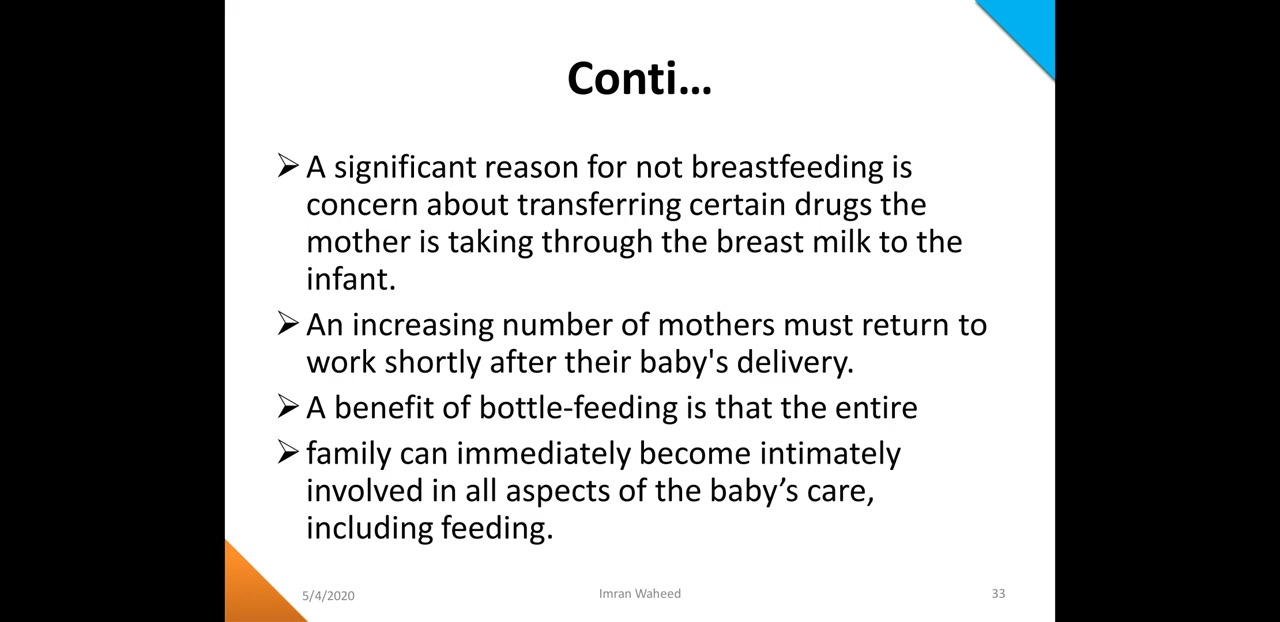 Conti...
➢ A significant reason for not breastfeeding is
concern about transferring certain drugs the
mother is taking through the breast milk to the
infant.
➢ An increasing number of mothers must return to
work shortly after their baby's delivery.
➢ A benefit of bottle-feeding is that the entire
➢ family can immediately become intimately
involved in all aspects of the baby’s care,
including feeding.
5/4/2020
Imran Waheed
33